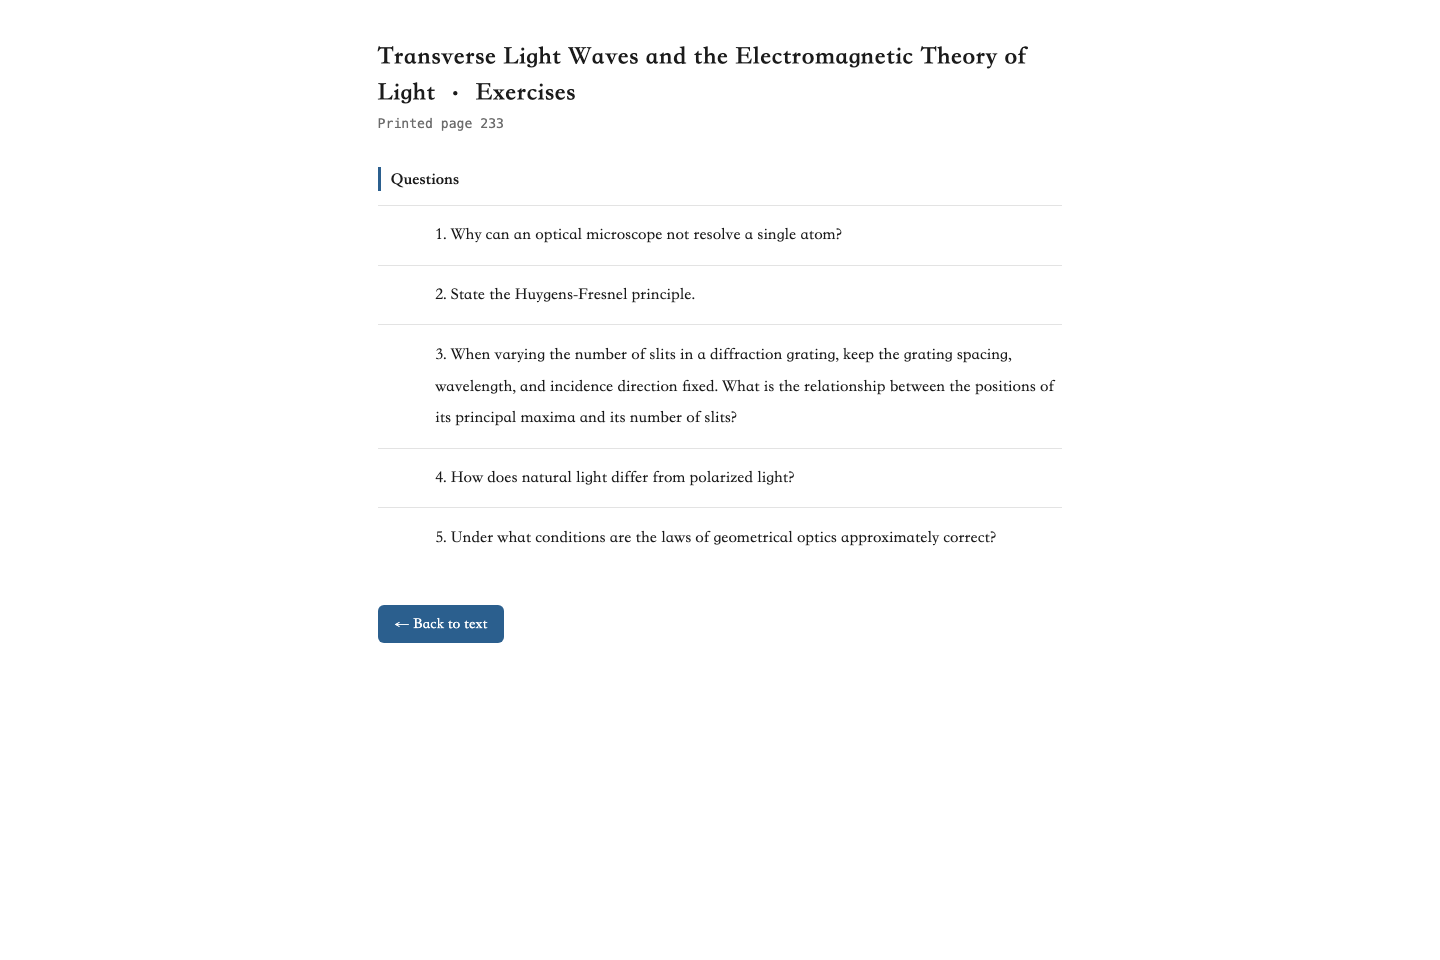 Transverse Light Waves and the Electromagnetic Theory of
Light · Exercises
Printed page 233
Questions
1. Why can an optical microscope not resolve a single atom?
2. State the Huygens-Fresnel principle.
3. When varying the number of slits in a diffraction grating, keep the grating spacing,
wavelength, and incidence direction fixed. What is the relationship between the positions of
its principal maxima and its number of slits?
4. How does natural light differ from polarized light?
5. Under what conditions are the laws of geometrical optics approximately correct?
← Back to text